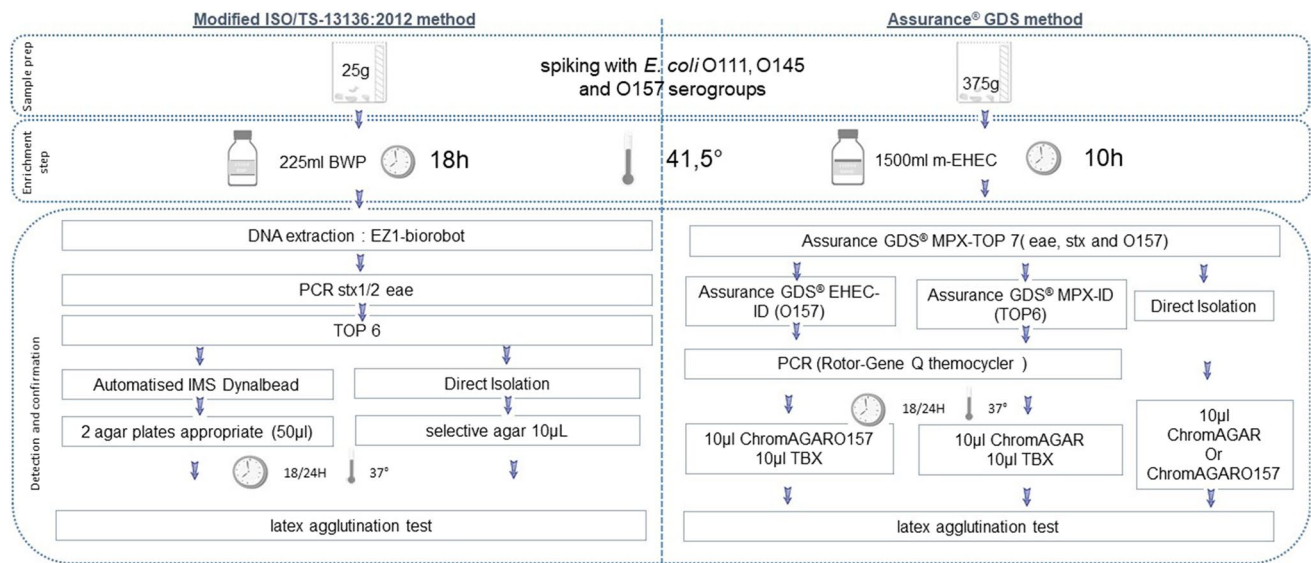 Modified ISO/TS-13136:2012 method
Assurance® GDS method
Sample prep
25g
spiking with E. coli O111, O145
and O157 serogroups
375g
Enrichment
step
225ml BWP
18h
41,5°
1500ml m-EHEC
10h
Detection and confirmation
DNA extraction : EZ1-biorobot
PCR stx1/2 eae
TOP 6
Automatised IMS Dynalbead
Direct Isolation
2 agar plates appropriate (50µl)
selective agar 10µL
18/24H
37°
latex agglutination test
Assurance GDS® MPX-TOP 7( eae, stx and O157)
Assurance GDS® EHEC-
ID (O157)
Assurance GDS® MPX-ID
(TOP6)
Direct Isolation
PCR (Rotor-Gene Q themocycler )
18/24H
37°
10µl ChromAGARO157
10µl TBX
10µl ChromAGAR
10µl TBX
10µl
ChromAGAR
Or
ChromAGARO157
latex agglutination test